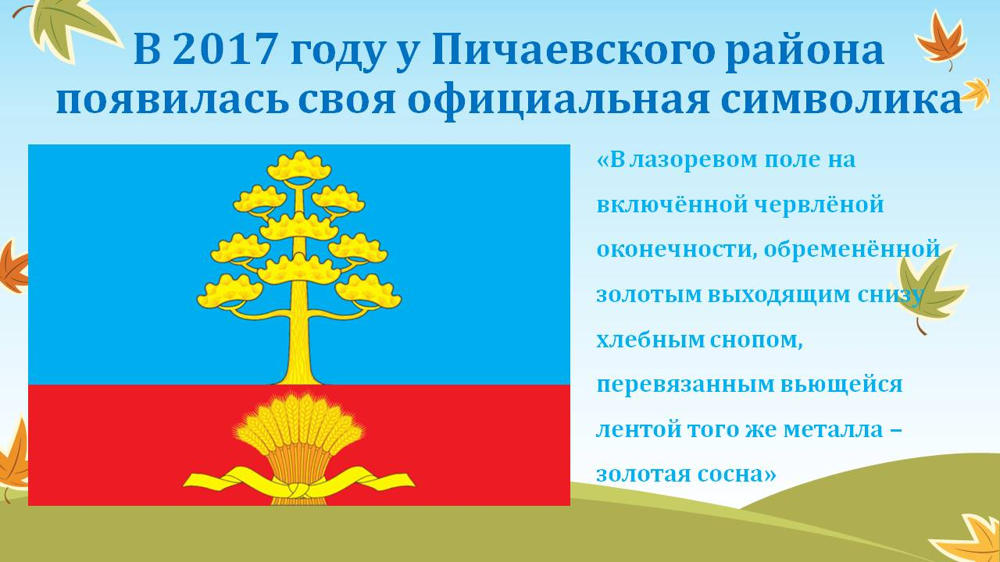 В 2017 году у Пичаевского района
появилась своя официальная символика
«В лазоревом поле на
включённой червлёной
оконечности, обременённой
золотым выходящим снизу
хлебным снопом,
перевязанным вьющейся
лентой того же металла –
золотая сосна»